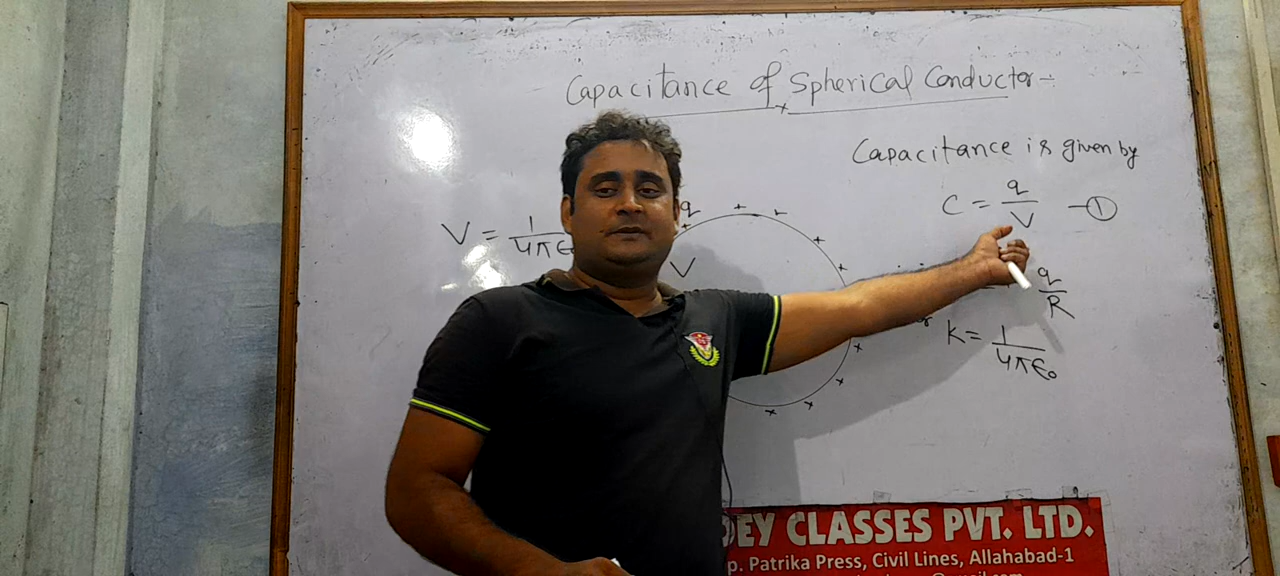 Capacitance of Spherical Conductor :-
Capacitance is given by
C = q/V —①
q
V = 1/4πϵ₀
V
q/R
K = 1/4πϵ₀
DEY CLASSES PVT. LTD.
p. Patrika Press, Civil Lines, Allahabad-1